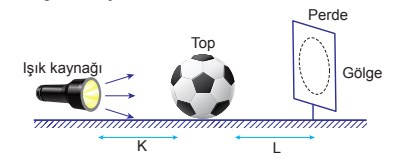 Perde
Top
Işık kaynağı
Gölge
K
L